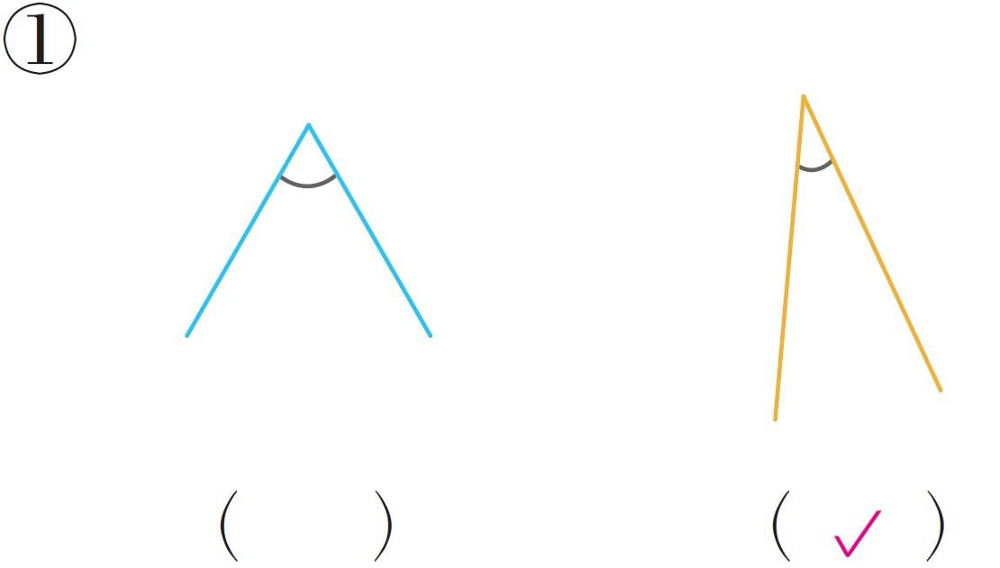 ①
( ) ( ✓ )